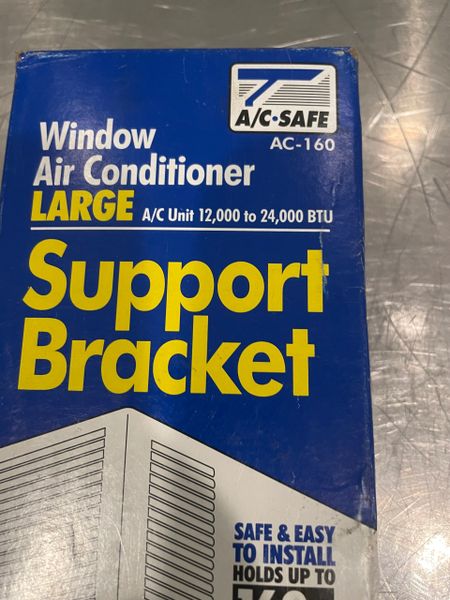 A/C•SAFE
AC-160
Window
Air Conditioner
LARGE A/C Unit 12,000 to 24,000 BTU
Support
Bracket
SAFE & EASY
TO INSTALL
HOLDS UP TO